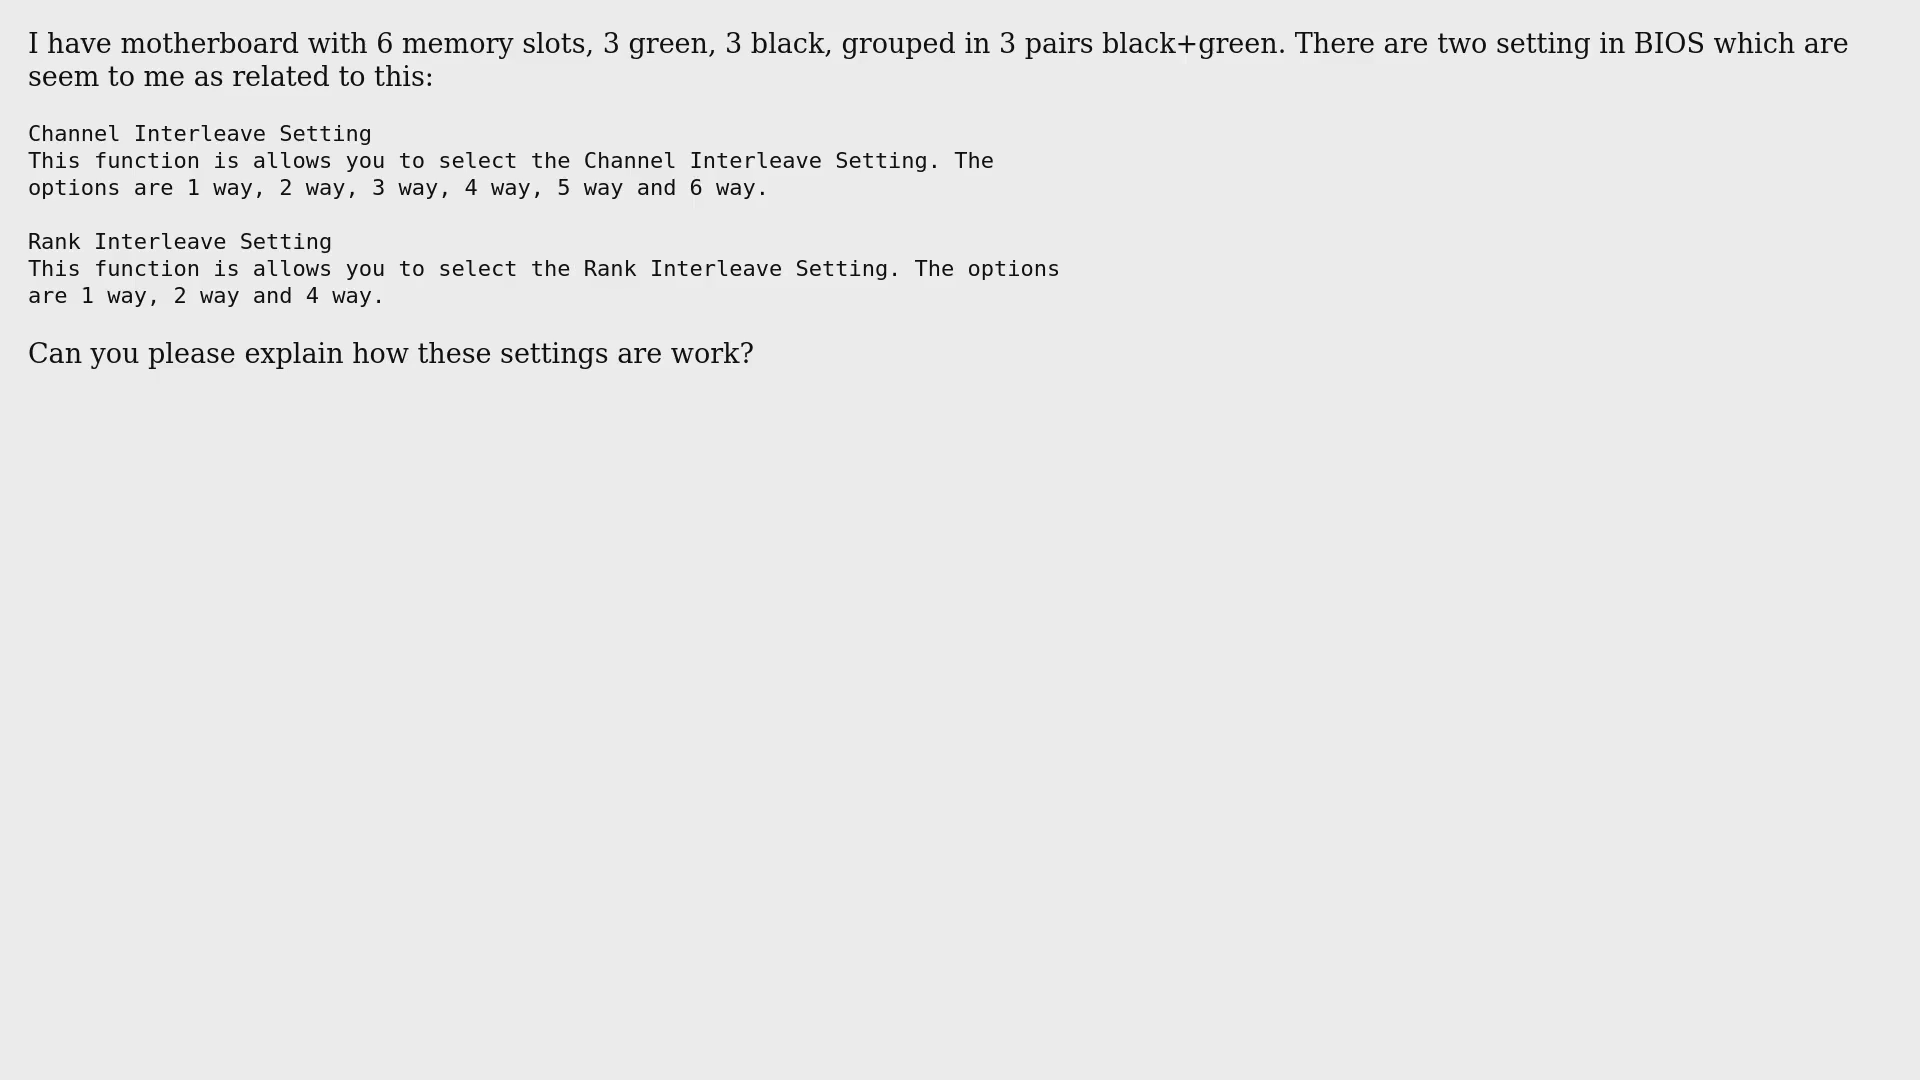 I have motherboard with 6 memory slots, 3 green, 3 black, grouped in 3 pairs black+green. There are two setting in BIOS which are
seem to me as related to this:
Channel Interleave Setting
This function is allows you to select the Channel Interleave Setting. The
options are 1 way, 2 way, 3 way, 4 way, 5 way and 6 way.
Rank Interleave Setting
This function is allows you to select the Rank Interleave Setting. The options
are 1 way, 2 way and 4 way.
Can you please explain how these settings are work?